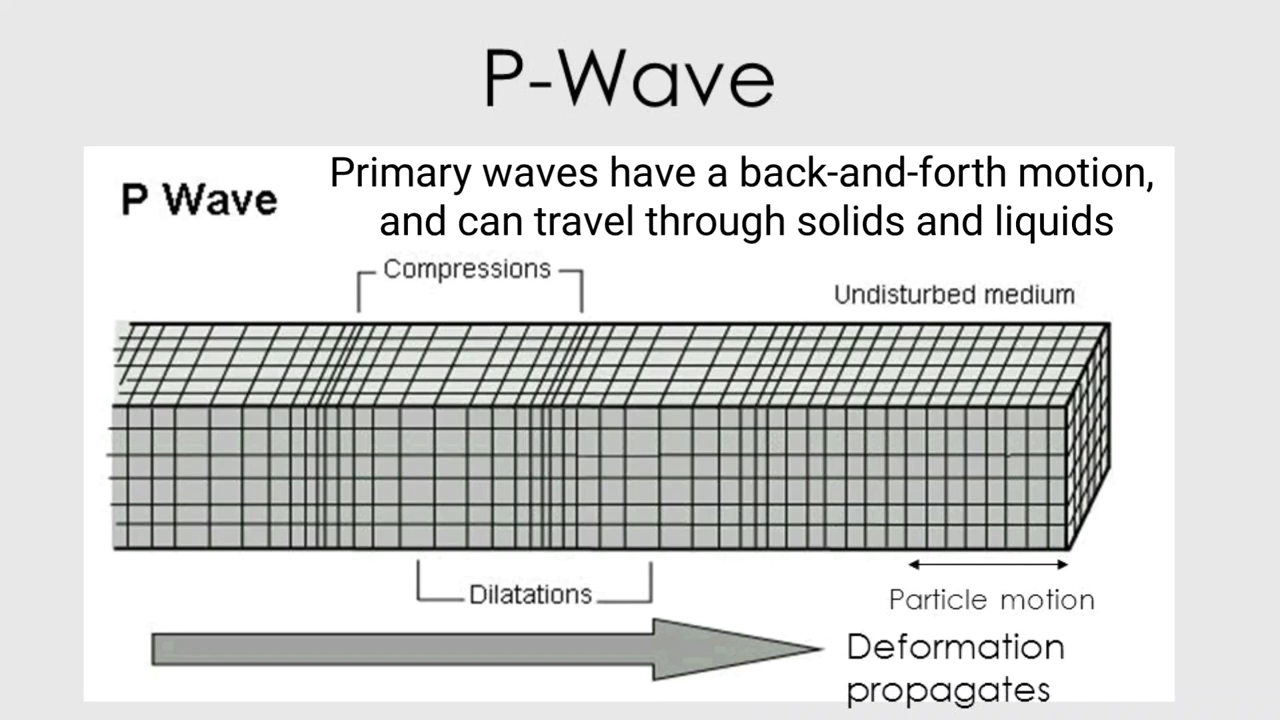 P-Wave
P Wave
Primary waves have a back-and-forth motion,
and can travel through solids and liquids
Compressions
Undisturbed medium
Dilatations
Particle motion
Deformation
propagates